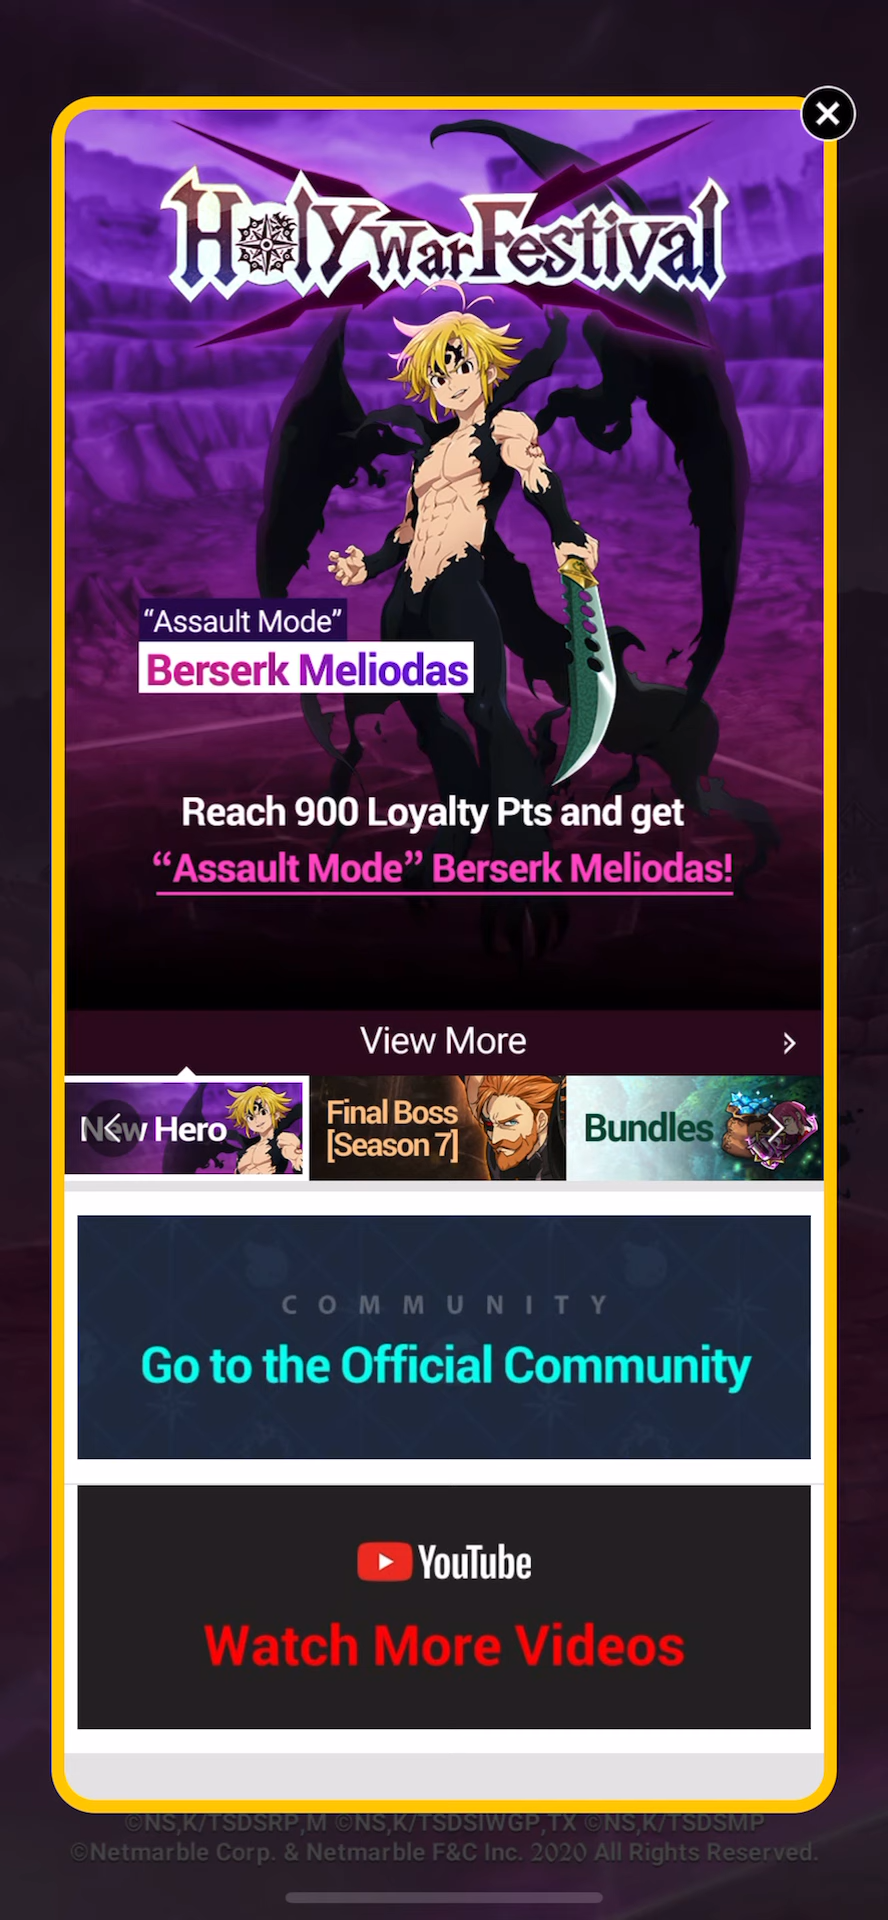 Holy war Festival
“Assault Mode”
Berserk Meliodas
Reach 900 Loyalty Pts and get
“Assault Mode” Berserk Meliodas!
View More
New Hero
Final Boss
[Season 7]
Bundles
COMMUNITY
Go to the Official Community
YouTube
Watch More Videos
©NS,K/TSDSRP,M ©NS,K/TSDSIWGP,TX ©NS,K/TSDSMP
©Netmarble Corp. & Netmarble F&C Inc. 2020 All Rights Reserved.